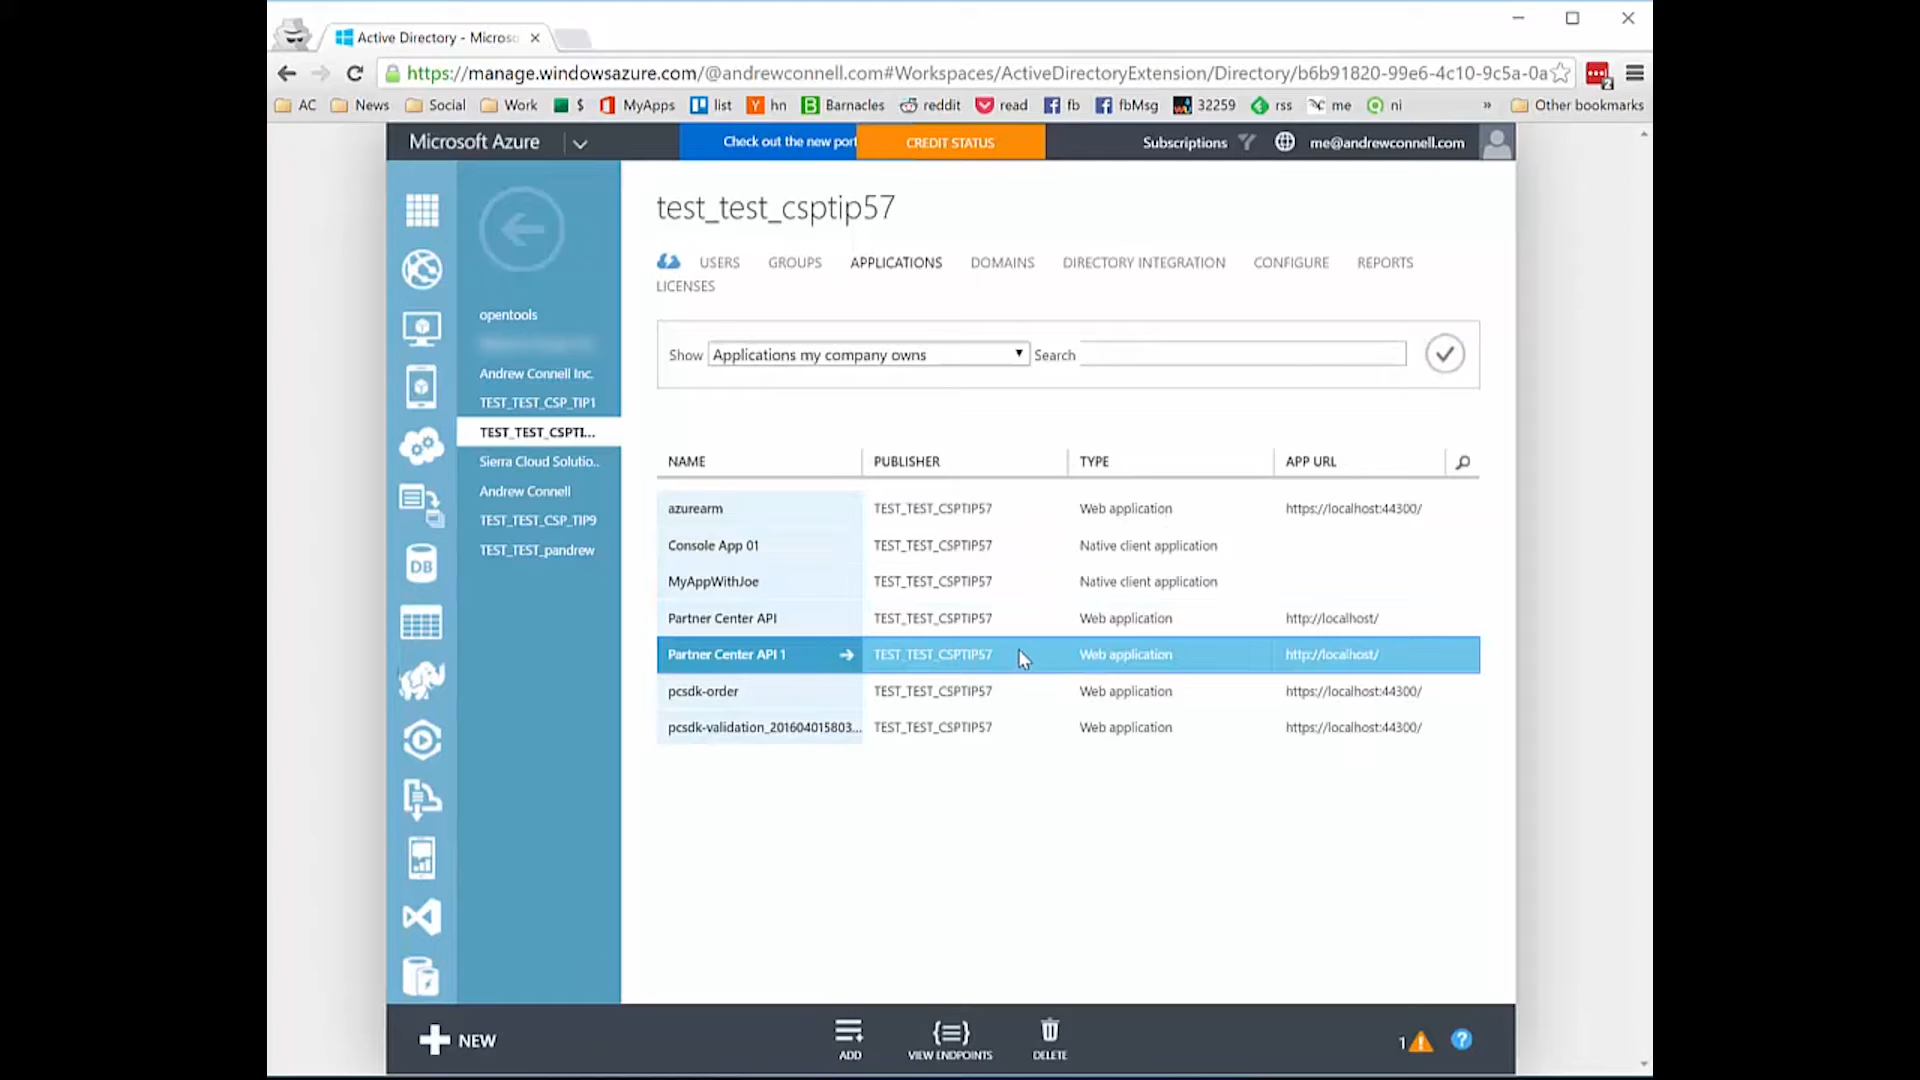 Active Directory - Micros
https://manage.windowsazure.com/@andrewconnell.com#Workspaces/ActiveDirectoryExtension/Directory/b6b91820-99e6-4c10-9c5a-0a
AC News Social Work $ MyApps list hn Barnacles reddit read fb fbMsg 32259 rss me ni » Other bookmarks
Microsoft Azure Check out the new port CREDIT STATUS Subscriptions me@andrewconnell.com
test_test_csptip57
USERS GROUPS APPLICATIONS DOMAINS DIRECTORY INTEGRATION CONFIGURE REPORTS
LICENSES
opentools
Andrew Connell Inc.
TEST_TEST_CSP_TIP1
TEST_TEST_CSPTI...
Sierra Cloud Solutio..
Andrew Connell
TEST_TEST_CSP_TIP9
TEST_TEST_pandrew
Show Applications my company owns Search
NAME PUBLISHER TYPE APP URL
azurearm TEST_TEST_CSPTIP57 Web application https://localhost:44300/
Console App 01 TEST_TEST_CSPTIP57 Native client application
MyAppWithJoe TEST_TEST_CSPTIP57 Native client application
Partner Center API TEST_TEST_CSPTIP57 Web application http://localhost/
Partner Center API 1 TEST_TEST_CSPTIP57 Web application http://localhost/
pcsdk-order TEST_TEST_CSPTIP57 Web application https://localhost:44300/
pcsdk-validation_201604015803... TEST_TEST_CSPTIP57 Web application https://localhost:44300/
DB
NEW ADD VIEW ENDPOINTS DELETE 1 ?